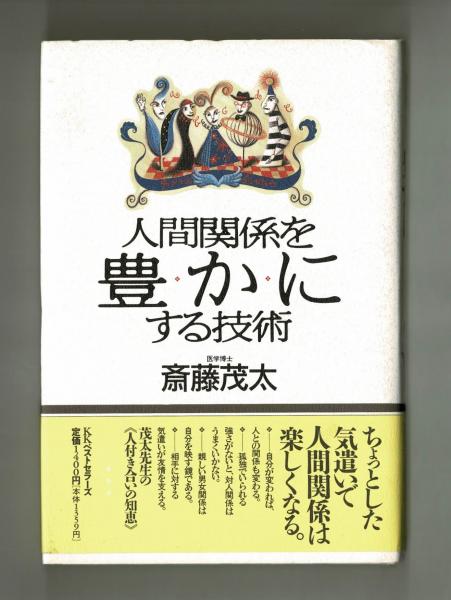 人間関係を
豊・か・に
する技術
医学博士
斎藤茂太
ちょっとした
気遣いで
人間関係は
楽しくなる。
❖――自分が変われば、
人との関係も変わる。
❖――孤独でいられる
強さがないと、対人関係は
うまくいかない。
❖――親しい男女関係は
自分を映す鏡である。
❖――相手に対する
気遣いが友情を支える。
茂太先生の
《人付き合いの知恵》
KKベストセラーズ
定価1400円[本体1359円]